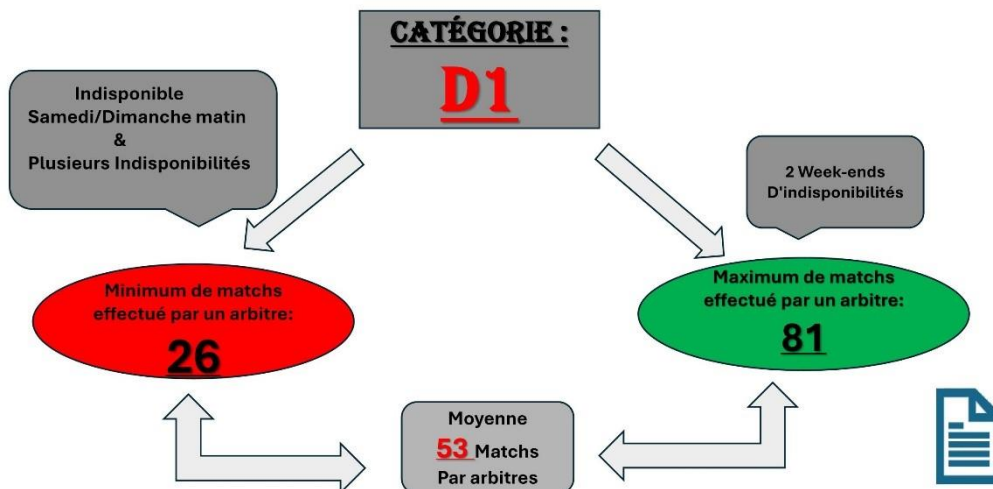 CATÉGORIE :
D1
Indisponible
Samedi/Dimanche matin
&
Plusieurs Indisponibilités
2 Week-ends
D'indisponibilités
Minimum de matchs
effectué par un arbitre:
26
Maximum de matchs
effectué par un arbitre:
81
Moyenne
53 Matchs
Par arbitres